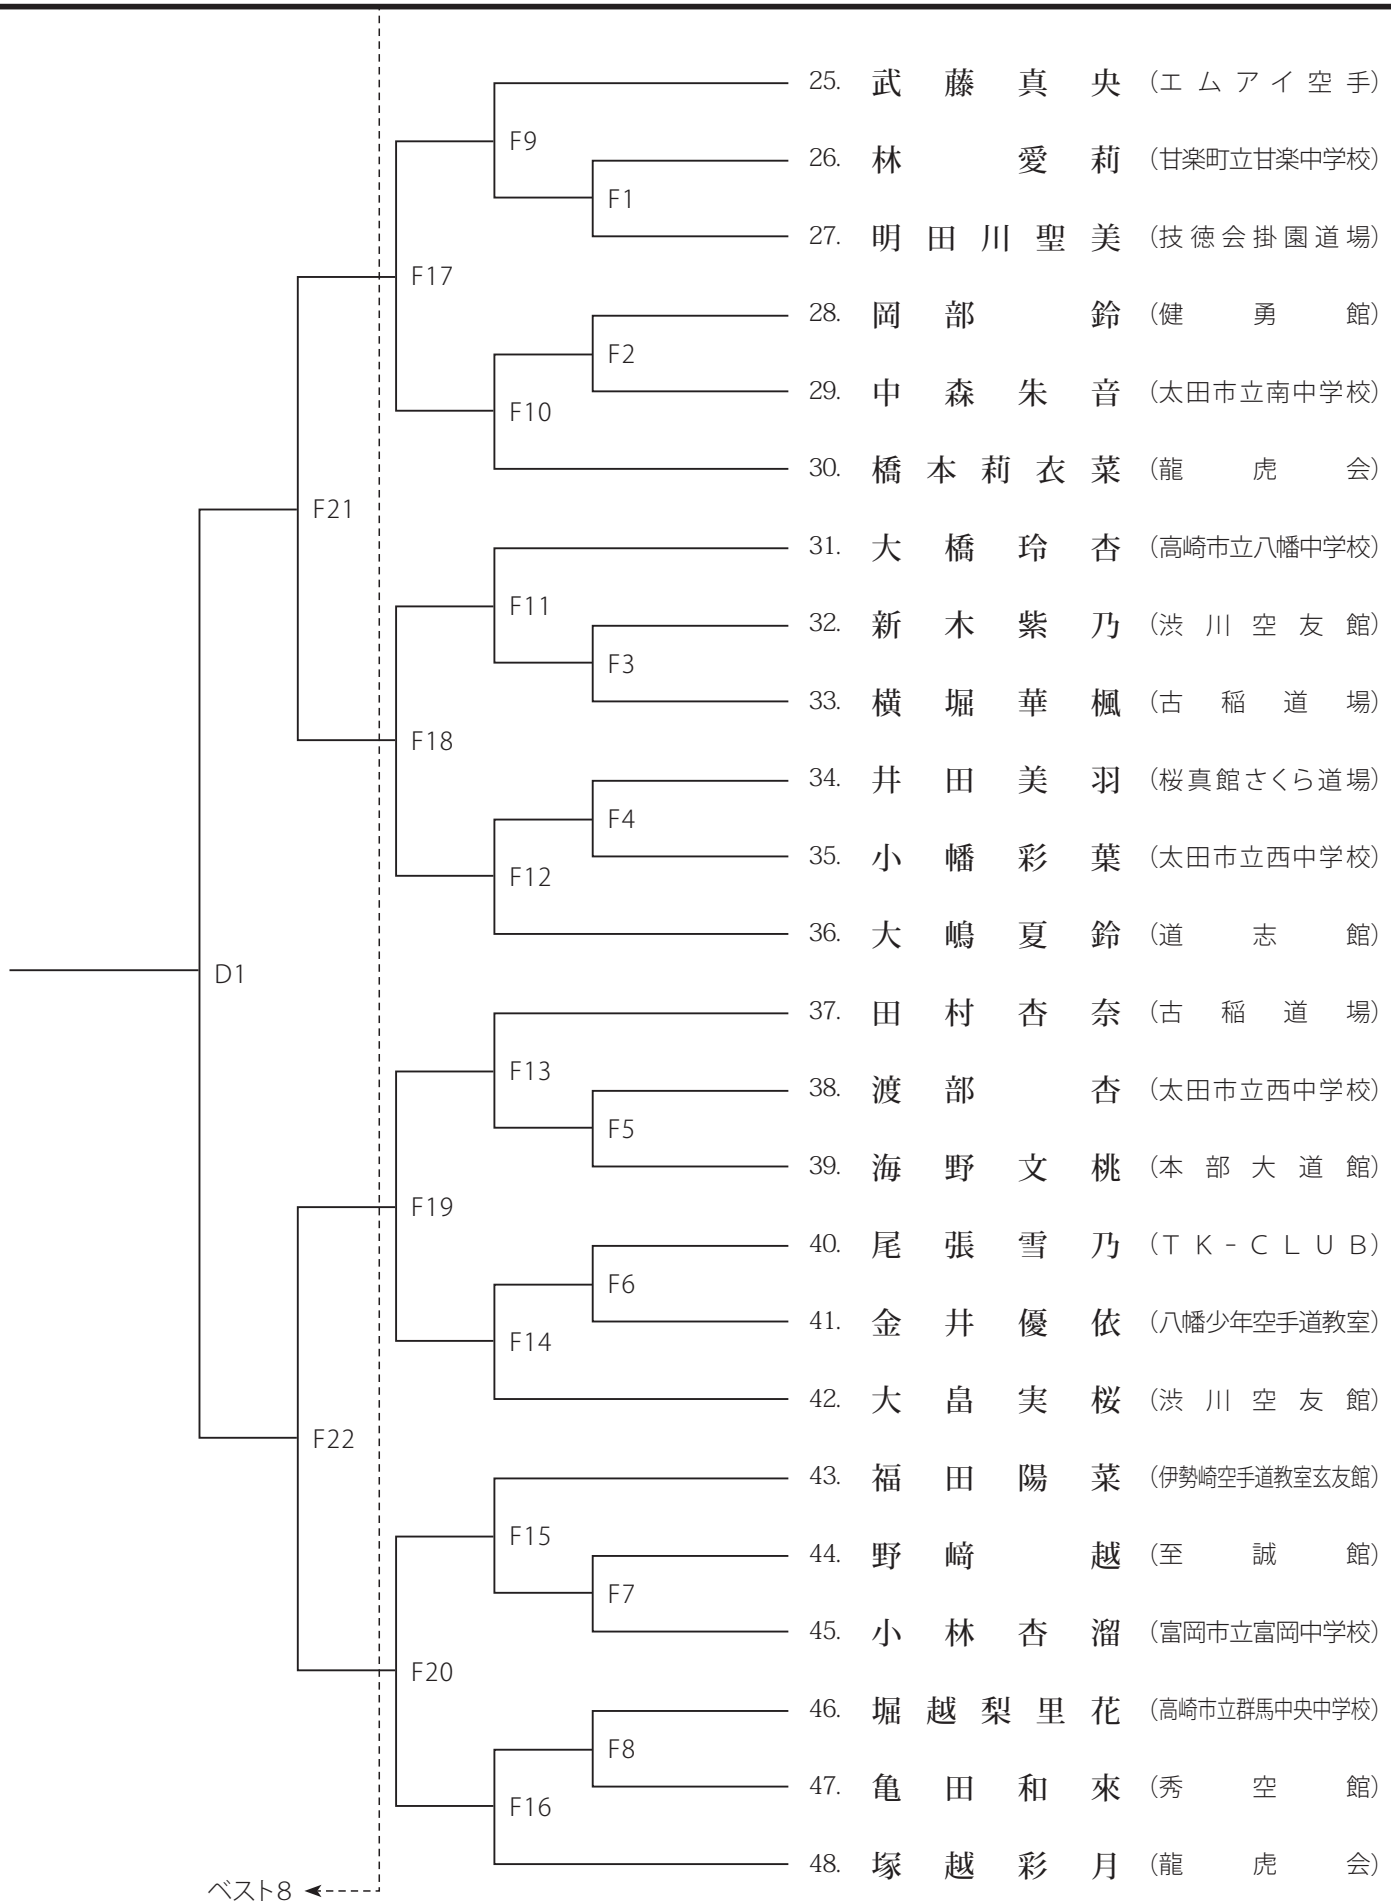 25. 武藤真央 (エムアイ空手)
F9
26. 林 愛莉 (甘楽町立甘楽中学校)
F1
27. 明田川聖美 (技徳会掛園道場)
F17
28. 岡部 鈴 (健勇館)
F2
29. 中森朱音 (太田市立南中学校)
F10
30. 橋本莉衣菜 (龍虎会)
F21
31. 大橋玲杏 (高崎市立八幡中学校)
F11
32. 新木紫乃 (渋川空友館)
F3
33. 横堀華楓 (古稲道場)
F18
34. 井田美羽 (桜真館さくら道場)
F4
35. 小幡彩葉 (太田市立西中学校)
F12
36. 大嶋夏鈴 (道志館)
D1
37. 田村杏奈 (古稲道場)
F13
38. 渡部 杏 (太田市立西中学校)
F5
39. 海野文桃 (本部大道館)
F19
40. 尾張雪乃 (TK-CLUB)
F6
41. 金井優依 (八幡少年空手道教室)
F14
42. 大畠実桜 (渋川空友館)
F22
43. 福田陽菜 (伊勢崎空手道教室玄友館)
F15
44. 野﨑 越 (至誠館)
F7
45. 小林杏溜 (富岡市立富岡中学校)
F20
46. 堀越梨里花 (高崎市立群馬中央中学校)
F8
47. 亀田和來 (秀空館)
F16
48. 塚越彩月 (龍虎会)
ベスト8